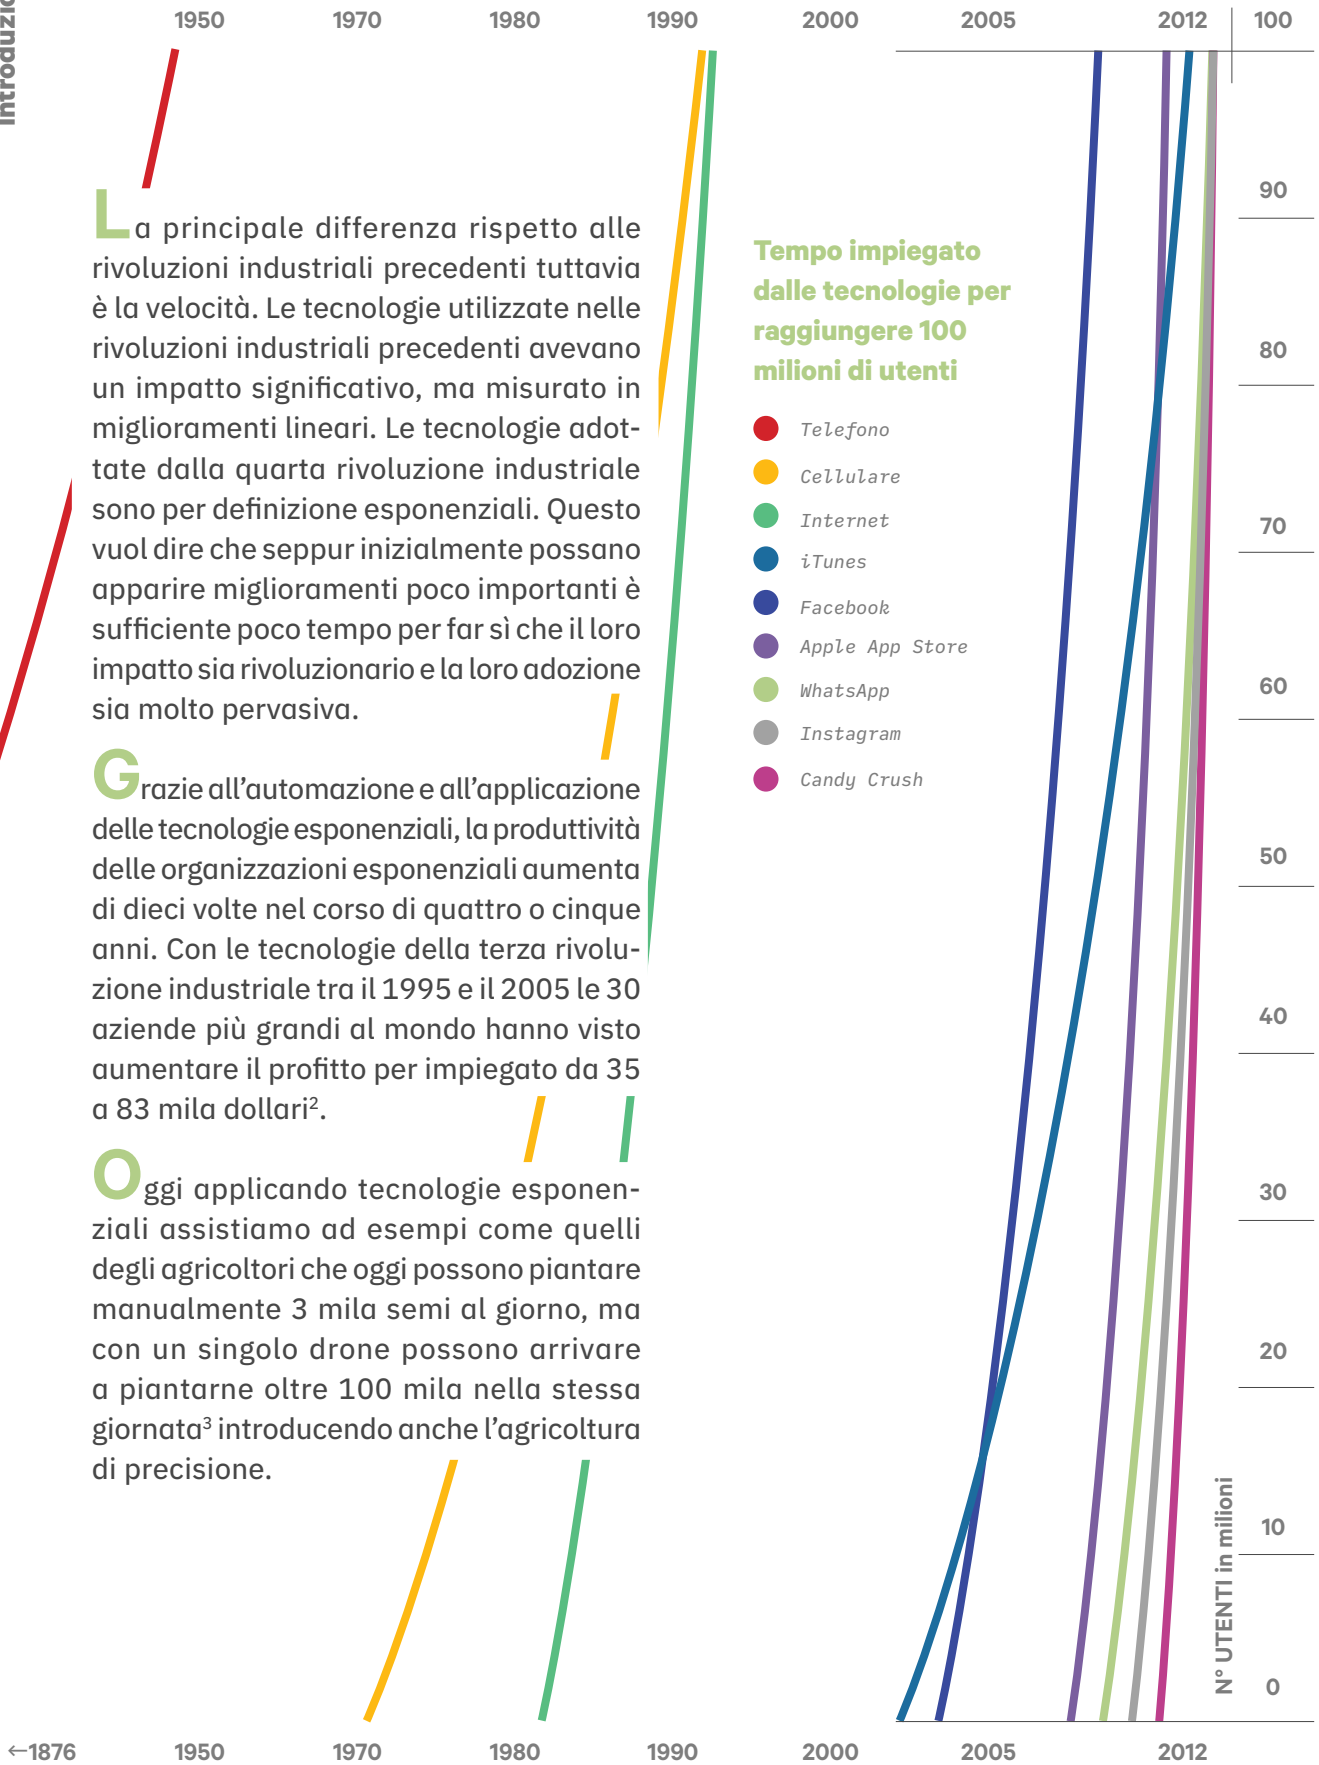 1950 1970 1980 1990 2000 2005 2012 100
La principale differenza rispetto alle
rivoluzioni industriali precedenti tuttavia
è la velocità. Le tecnologie utilizzate nelle
rivoluzioni industriali precedenti avevano
un impatto significativo, ma misurato in
miglioramenti lineari. Le tecnologie adot-
tate dalla quarta rivoluzione industriale
sono per definizione esponenziali. Questo
vuol dire che seppur inizialmente possano
apparire miglioramenti poco importanti è
sufficiente poco tempo per far sì che il loro
impatto sia rivoluzionario e la loro adozione
sia molto pervasiva.
Grazie all’automazione e all’applicazione
delle tecnologie esponenziali, la produttività
delle organizzazioni esponenziali aumenta
di dieci volte nel corso di quattro o cinque
anni. Con le tecnologie della terza rivolu-
zione industriale tra il 1995 e il 2005 le 30
aziende più grandi al mondo hanno visto
aumentare il profitto per impiegato da 35
a 83 mila dollari².
Oggi applicando tecnologie esponen-
ziali assistiamo ad esempi come quelli
degli agricoltori che oggi possono piantare
manualmente 3 mila semi al giorno, ma
con un singolo drone possono arrivare
a piantarne oltre 100 mila nella stessa
giornata³ introducendo anche l’agricoltura
di precisione.
Tempo impiegato
dalle tecnologie per
raggiungere 100
milioni di utenti
Telefono
Cellulare
Internet
iTunes
Facebook
Apple App Store
WhatsApp
Instagram
Candy Crush
90
80
70
60
50
40
30
20
10
0
N° UTENTI in milioni
←1876 1950 1970 1980 1990 2000 2005 2012